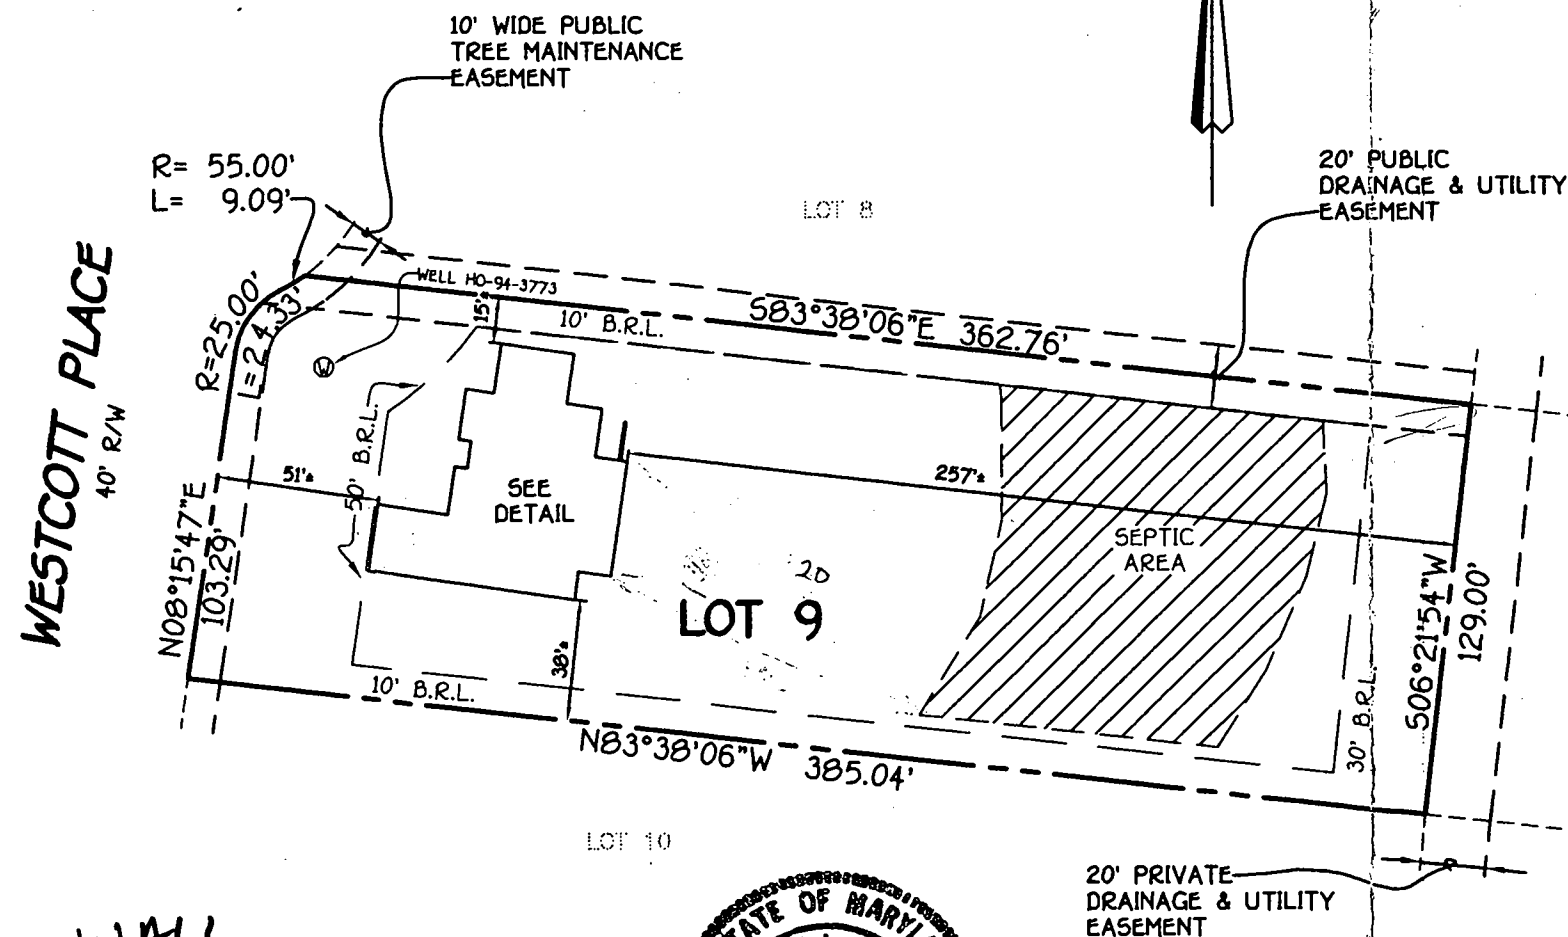 10' WIDE PUBLIC
TREE MAINTENANCE
EASEMENT
R= 55.00'
L= 9.09'
20' PUBLIC
DRAINAGE & UTILITY
EASEMENT
LOT 8
WESTCOTT PLACE
40' R/W
R=25.00'
L=24.33'
WELL HO-94-3773
15'±
10' B.R.L.
S83°38'06"E 362.76'
W
50' B.R.L.
51'±
SEE
DETAIL
257'±
SEPTIC
AREA
N08°15'47"E
103.29'
20
LOT 9
38'±
10' B.R.L.
30' B.R.L.
S06°21'54"W
129.00'
N83°38'06"W 385.04'
LOT 10
20' PRIVATE
DRAINAGE & UTILITY
EASEMENT
OF